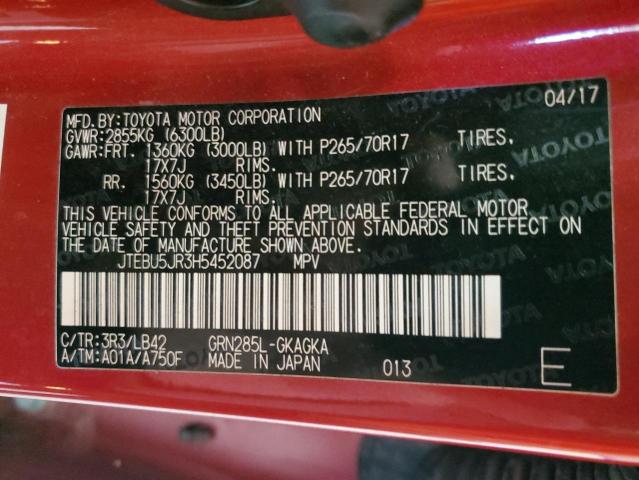 MFD.BY:TOYOTA MOTOR CORPORATION 04/17
GVWR:2855KG (6300LB)
GAWR:FRT. 1360KG (3000LB) WITH P265/70R17 TIRES,
17X7J RIMS.
RR. 1560KG (3450LB) WITH P265/70R17 TIRES,
17X7J RIMS.
THIS VEHICLE CONFORMS TO ALL APPLICABLE FEDERAL MOTOR
VEHICLE SAFETY AND THEFT PREVENTION STANDARDS IN EFFECT ON
THE DATE OF MANUFACTURE SHOWN ABOVE.
JTEBU5JR3H5452087 MPV
C/TR:3R3/LB42 GRN285L-GKAGKA
A/TM:A01A/A750F MADE IN JAPAN 013 E